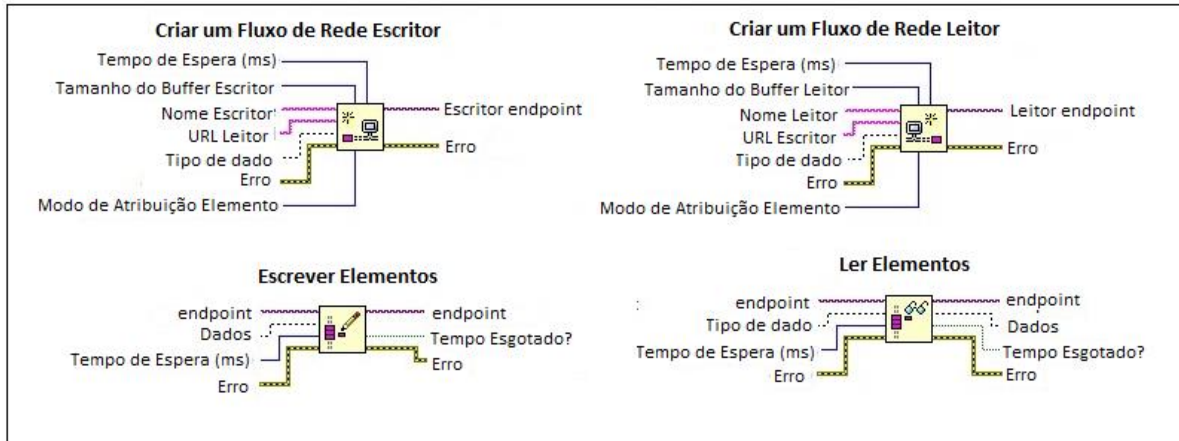 Criar um Fluxo de Rede Escritor
Tempo de Espera (ms)
Tamanho do Buffer Escritor
Nome Escritor
URL Leitor
Tipo de dado
Erro
Modo de Atribuição Elemento
Escritor endpoint
Erro
Criar um Fluxo de Rede Leitor
Tempo de Espera (ms)
Tamanho do Buffer Leitor
Nome Leitor
URL Escritor
Tipo de dado
Erro
Modo de Atribuição Elemento
Leitor endpoint
Erro
Escrever Elementos
endpoint
Dados
Tempo de Espera (ms)
Erro
endpoint
Tempo Esgotado?
Erro
Ler Elementos
:
endpoint
Tipo de dado
Tempo de Espera (ms)
Erro
endpoint
Dados
Tempo Esgotado?
Erro